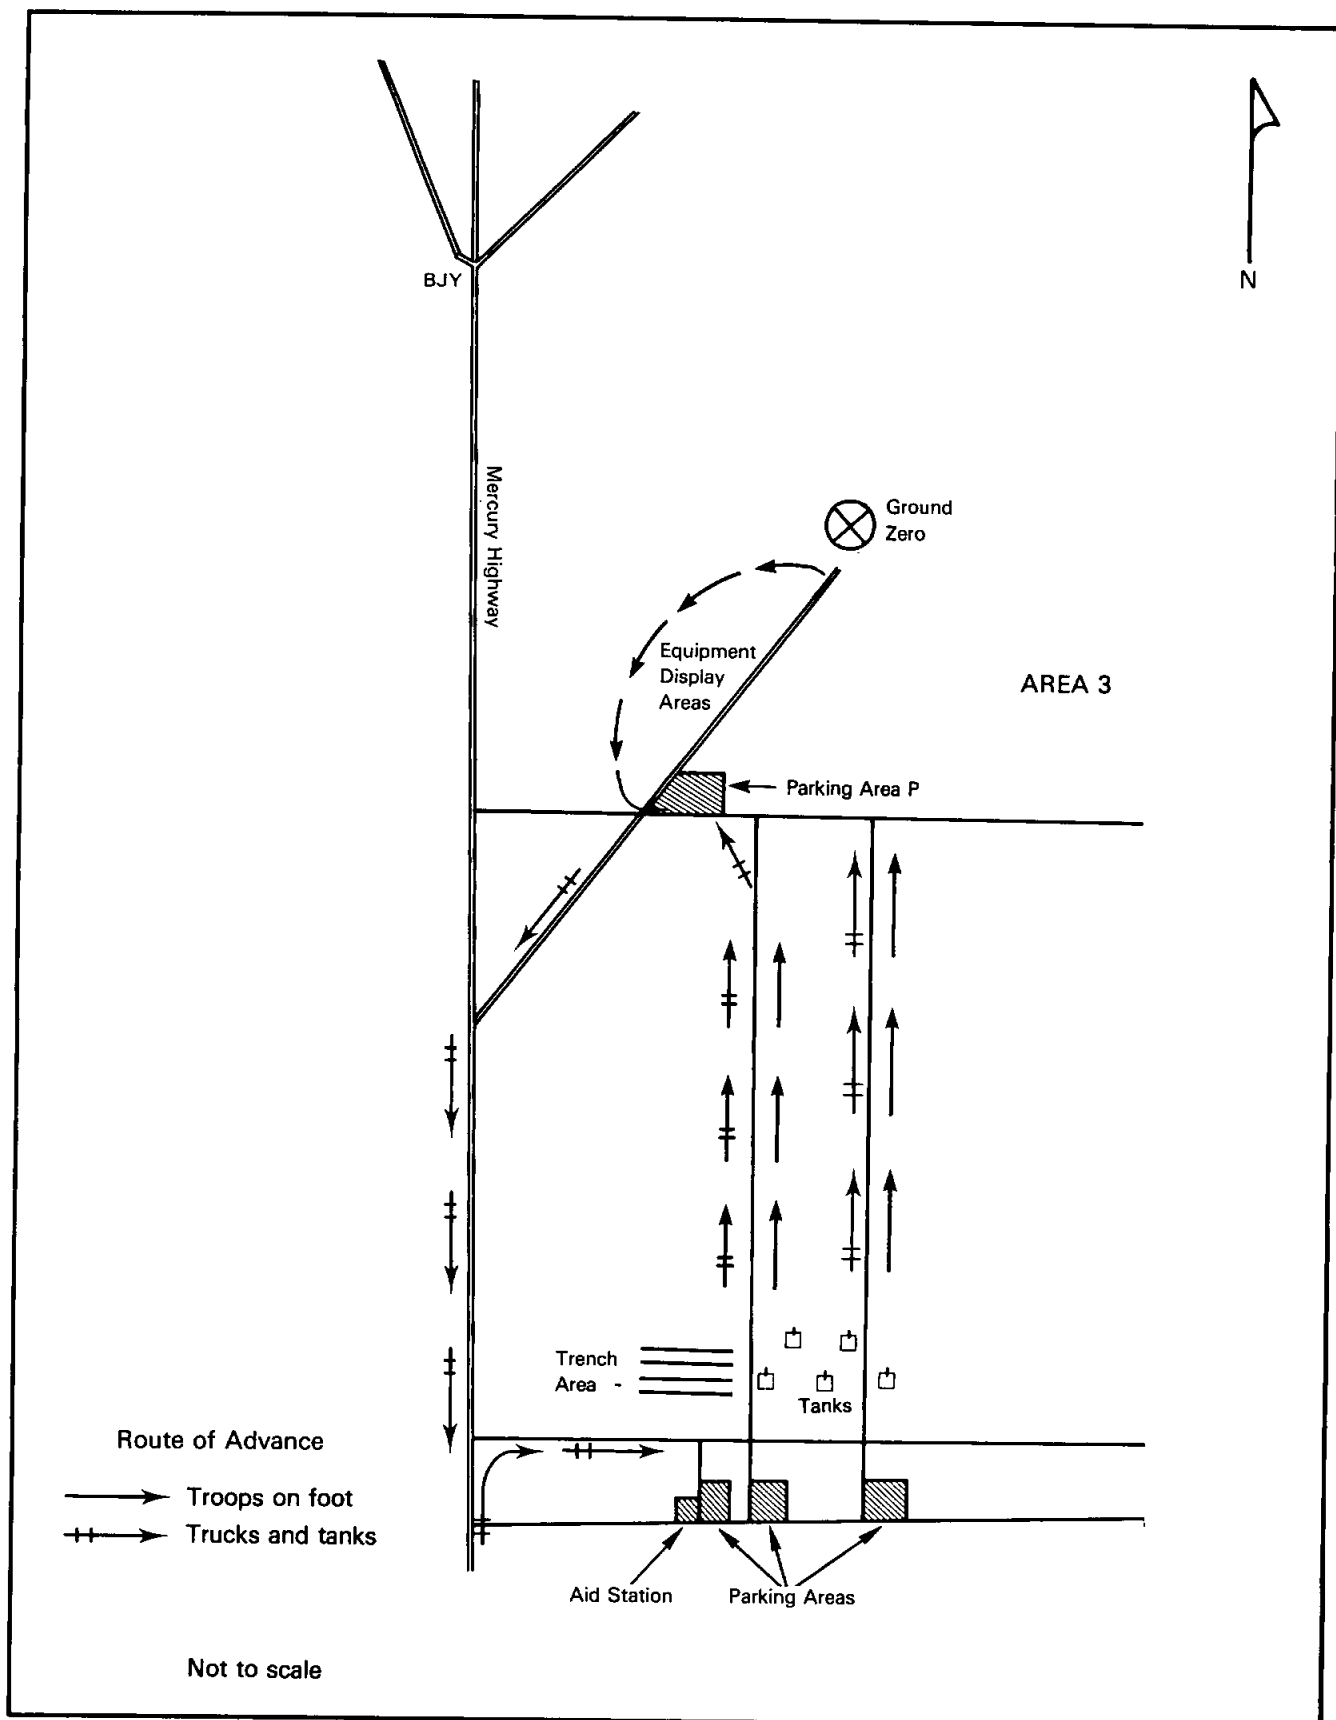 BJY
N
Mercury Highway
Ground
Zero
Equipment
Display
Areas
AREA 3
Parking Area P
Trench
Area -
Tanks
Route of Advance
Troops on foot
Trucks and tanks
Aid Station
Parking Areas
Not to scale